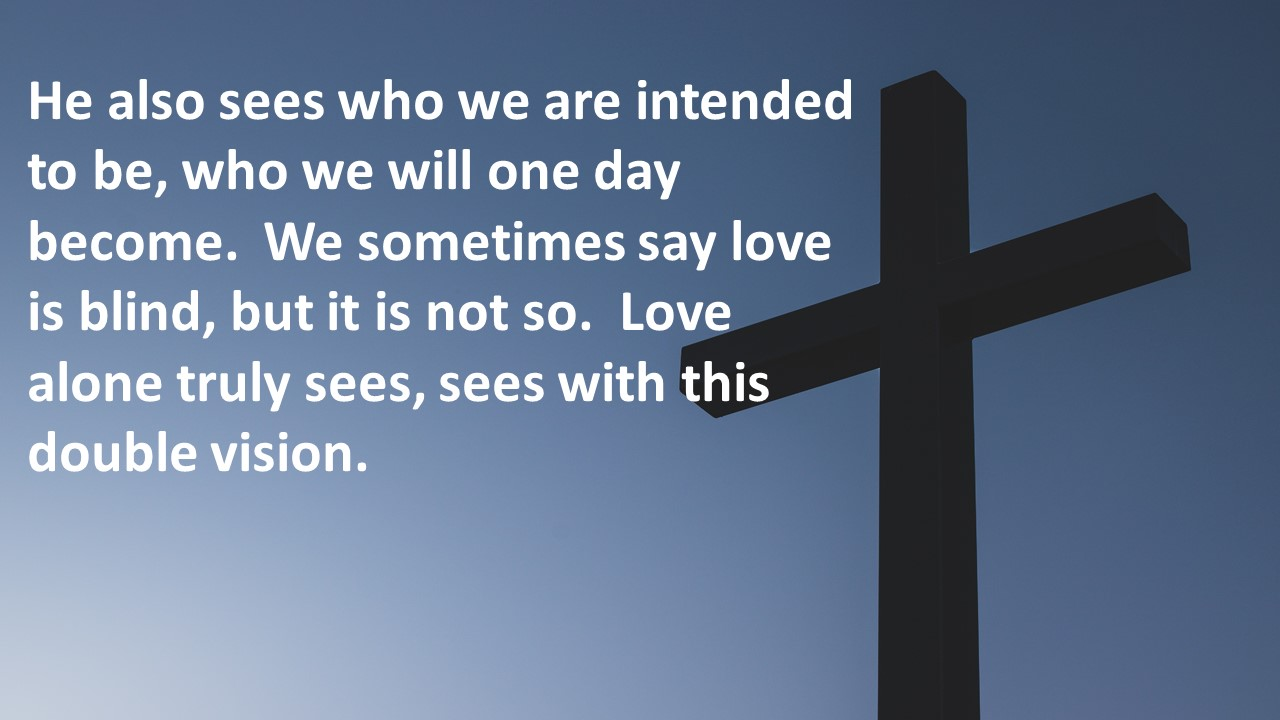 He also sees who we are intended
to be, who we will one day
become.  We sometimes say love
is blind, but it is not so.  Love
alone truly sees, sees with this
double vision.